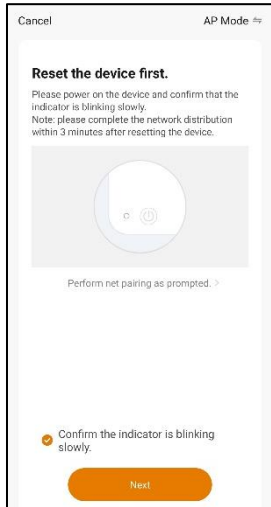 Cancel AP Mode
Reset the device first.
Please power on the device and confirm that the
indicator is blinking slowly.
Note: please complete the network distribution
within 3 minutes after resetting the device.
Perform net pairing as prompted. >
Confirm the indicator is blinking
slowly.
Next